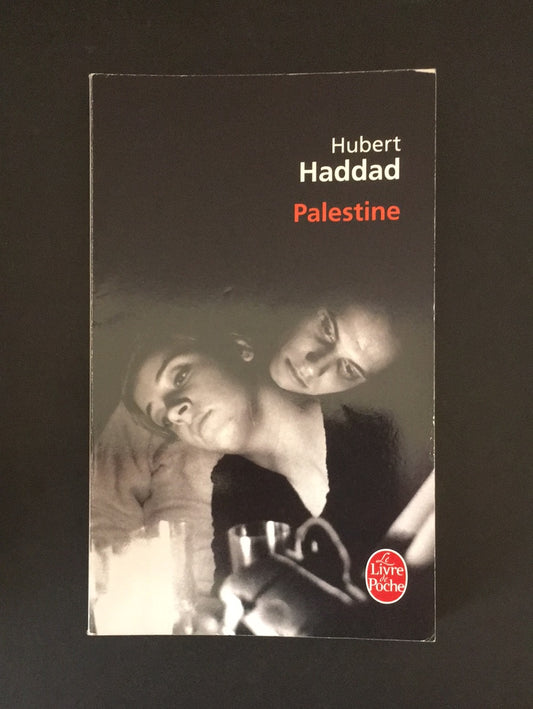 Hubert
Haddad
Palestine
Le
Livre
de
Poche